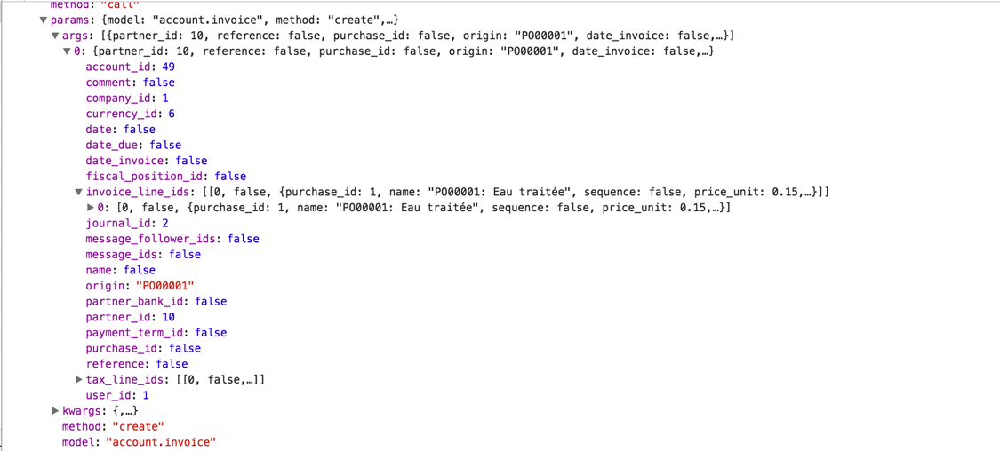 method: "call"
params: {model: "account.invoice", method: "create",…}
args: [{partner_id: 10, reference: false, purchase_id: false, origin: "PO00001", date_invoice: false,…}]
0: {partner_id: 10, reference: false, purchase_id: false, origin: "PO00001", date_invoice: false,…}
account_id: 49
comment: false
company_id: 1
currency_id: 6
date: false
date_due: false
date_invoice: false
fiscal_position_id: false
invoice_line_ids: [[0, false, {purchase_id: 1, name: "PO00001: Eau traitée", sequence: false, price_unit: 0.15,…}]]
0: [0, false, {purchase_id: 1, name: "PO00001: Eau traitée", sequence: false, price_unit: 0.15,…}]
journal_id: 2
message_follower_ids: false
message_ids: false
name: false
origin: "PO00001"
partner_bank_id: false
partner_id: 10
payment_term_id: false
purchase_id: false
reference: false
tax_line_ids: [[0, false,…]]
user_id: 1
kwargs: {,…}
method: "create"
model: "account.invoice"